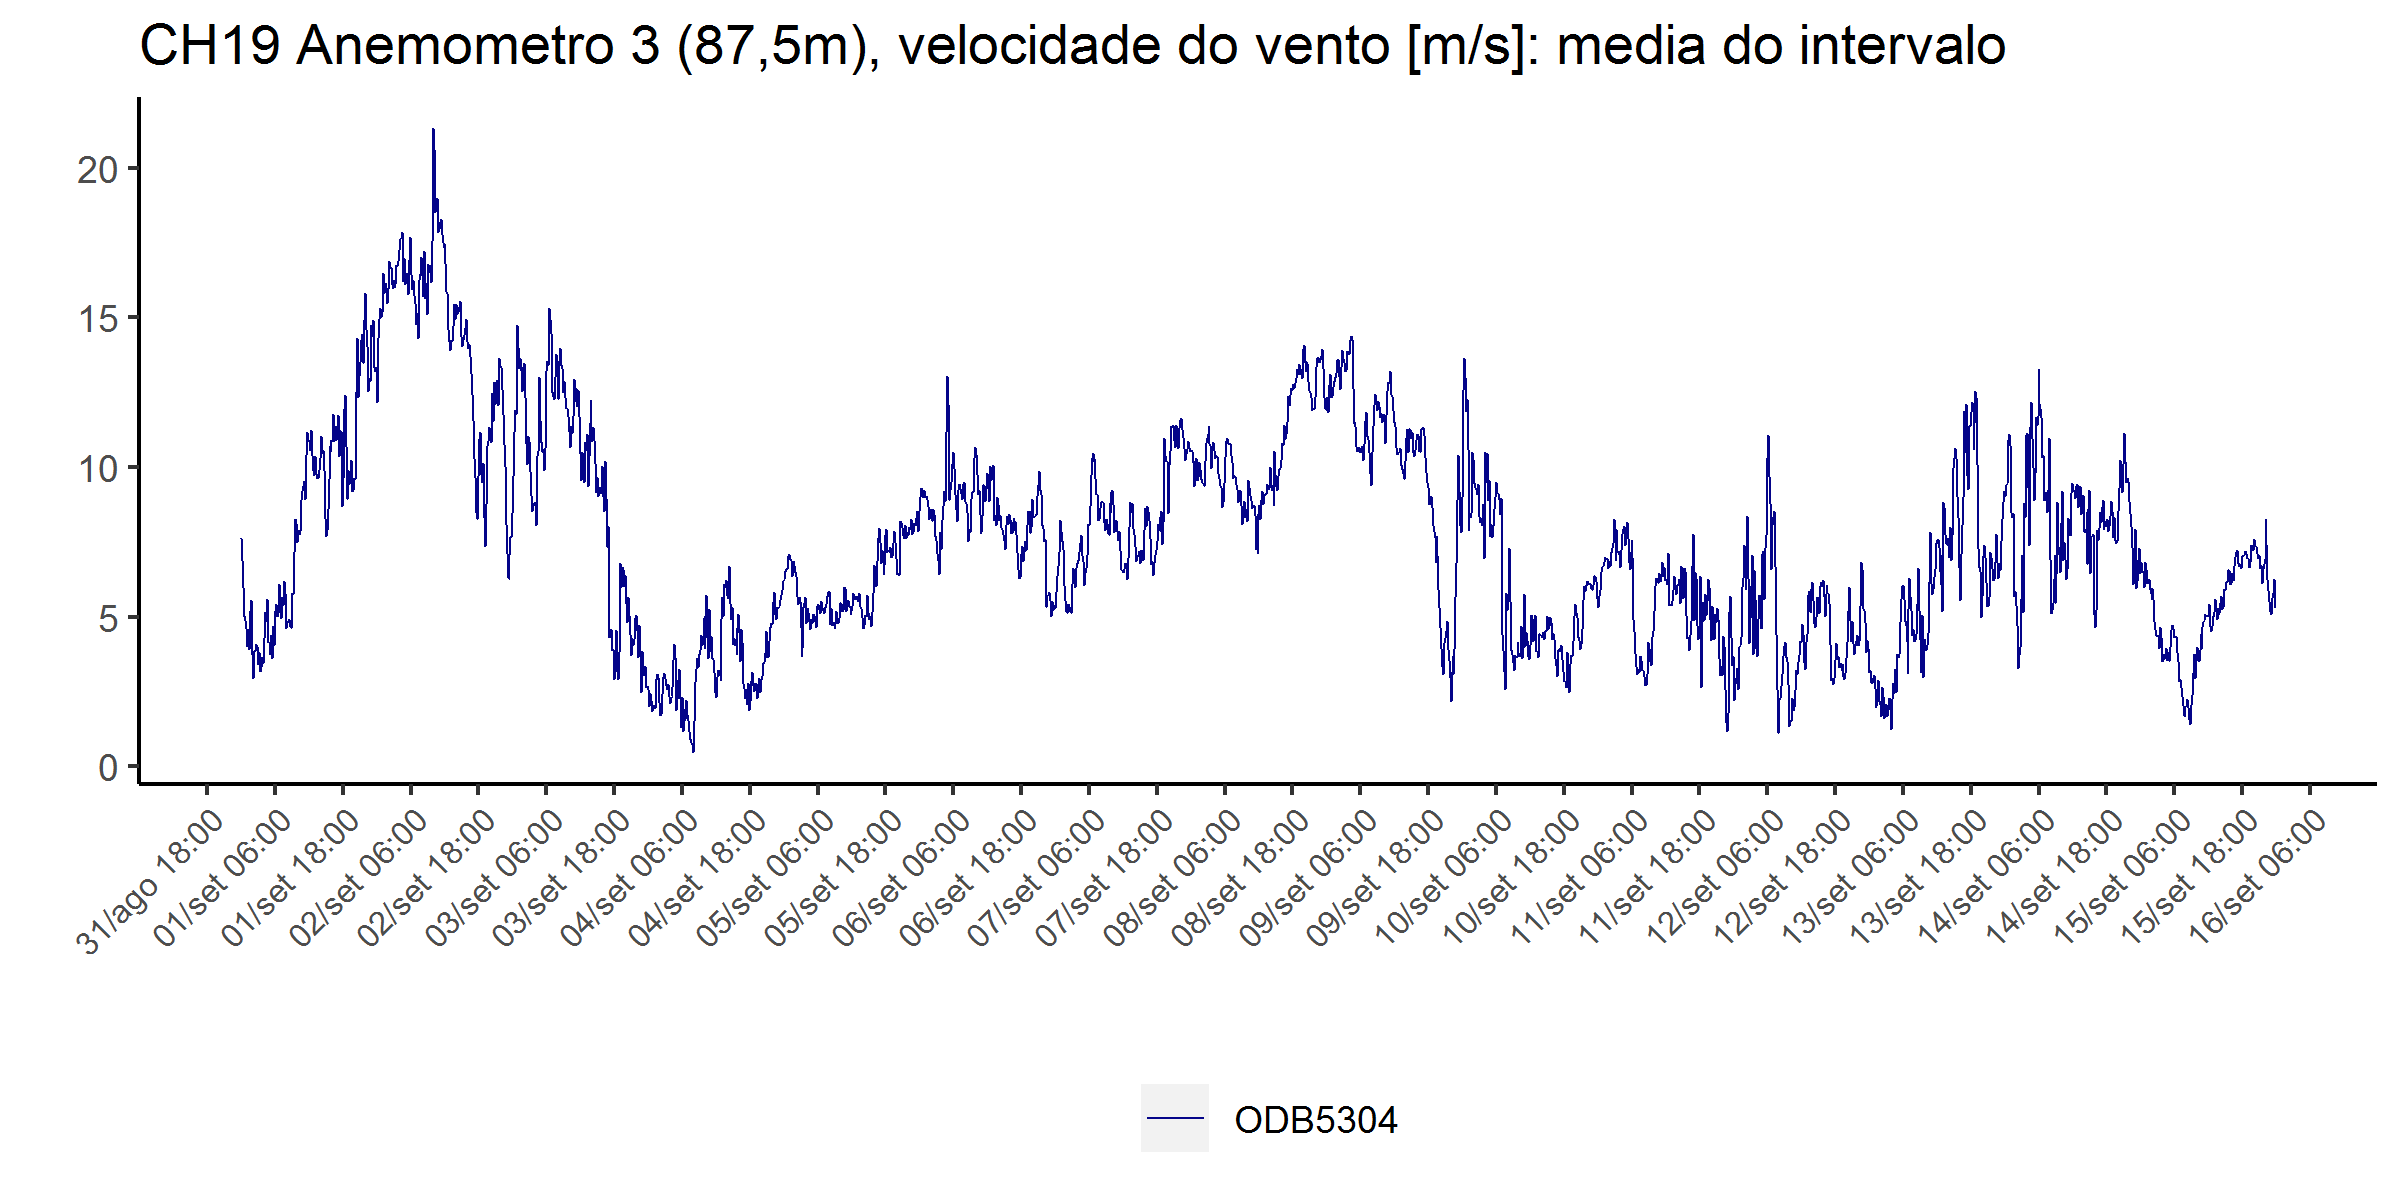 CH19 Anemometro 3 (87,5m), velocidade do vento [m/s]: media do intervalo
20
15
10
5
0
31/ago 18:00
01/set 06:00
01/set 18:00
02/set 06:00
02/set 18:00
03/set 06:00
03/set 18:00
04/set 06:00
04/set 18:00
05/set 06:00
05/set 18:00
06/set 06:00
06/set 18:00
07/set 06:00
07/set 18:00
08/set 06:00
08/set 18:00
09/set 06:00
09/set 18:00
10/set 06:00
10/set 18:00
11/set 06:00
11/set 18:00
12/set 06:00
12/set 18:00
13/set 06:00
13/set 18:00
14/set 06:00
14/set 18:00
15/set 06:00
15/set 18:00
16/set 06:00
ODB5304